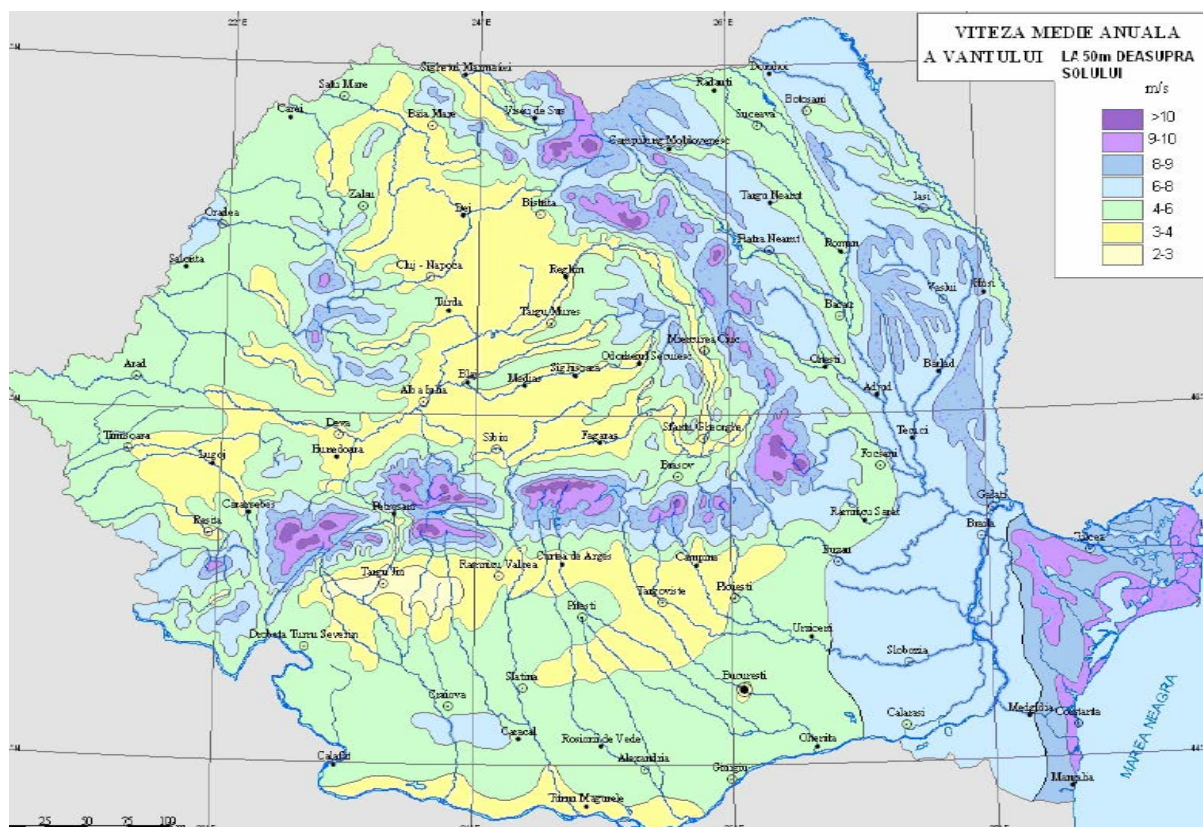 22°E
24°E
26°E
VITEZA MEDIE ANUALA
A VANTULUI LA 50m DEASUPRA
SOLULUI
m/s
>10
9-10
8-9
6-8
4-6
3-4
2-3
Sighetul Marmatiei
Dorohoi
Satu Mare
Radauti
Carei
Baia Mare
Viseu de Sus
Botosani
Suceava
Campulung Moldovenesc
Zalau
Targu Neamt
Iasi
Oradea
Dej
Bistrita
Piatra Neamt
Roman
Salonta
Cluj - Napoca
Reghin
Vaslui
Husi
Turda
Targu Mures
Bacau
Miercurea Ciuc
Odorheiul Secuiesc
Onesti
Arad
Blaj
Medias
Sighisoara
Barlad
Alba Iulia
Adjud
46°
Timisoara
Deva
Sfantu Gheorghe
Tecuci
Lugoj
Hunedoara
Sibiu
Fagaras
Brasov
Focsani
Caransebes
Petrosani
Galati
Resita
Ramnicu Sarat
Braila
Tulcea
Curtea de Arges
Campina
Buzau
Targu Jiu
Ramnicu Valcea
Targoviste
Ploiesti
Pitesti
Drobeta Turnu Severin
Urziceni
Slobozia
Slatina
Bucuresti
Craiova
Medgidia
Constanta
Caracal
Calarasi
Rosiorii de Vede
Oltenita
MAREA NEAGRA
Calafat
Alexandria
Giurgiu
44°
Mangalia
Turnu Magurele
25 50 75 100